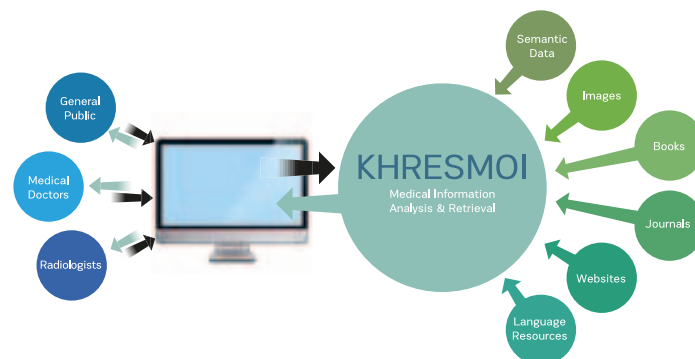 General
Public
Medical
Doctors
Radiologists
KHRESMOI
Medical Information
Analysis & Retrieval
Semantic
Data
Images
Books
Journals
Websites
Language
Resources